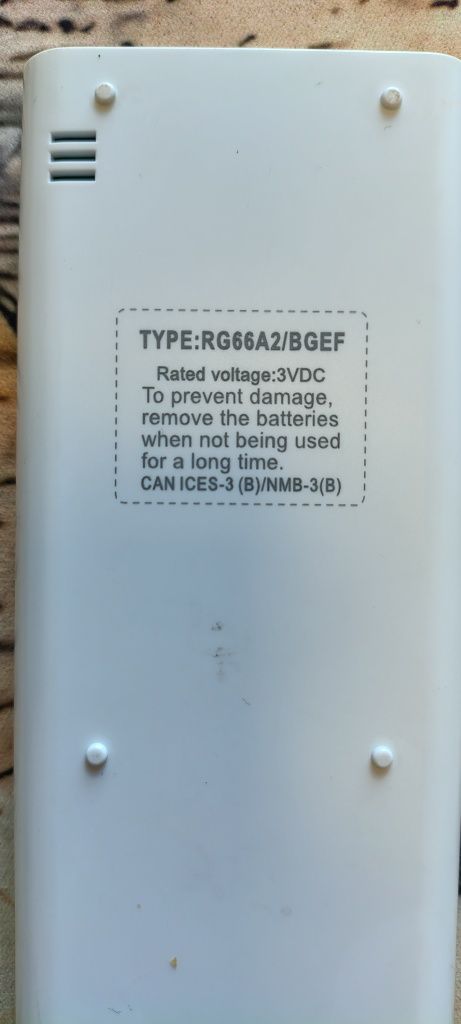 TYPE:RG66A2/BGEF
Rated voltage:3VDC
To prevent damage,
remove the batteries
when not being used
for a long time.
CAN ICES-3 (B)/NMB-3(B)